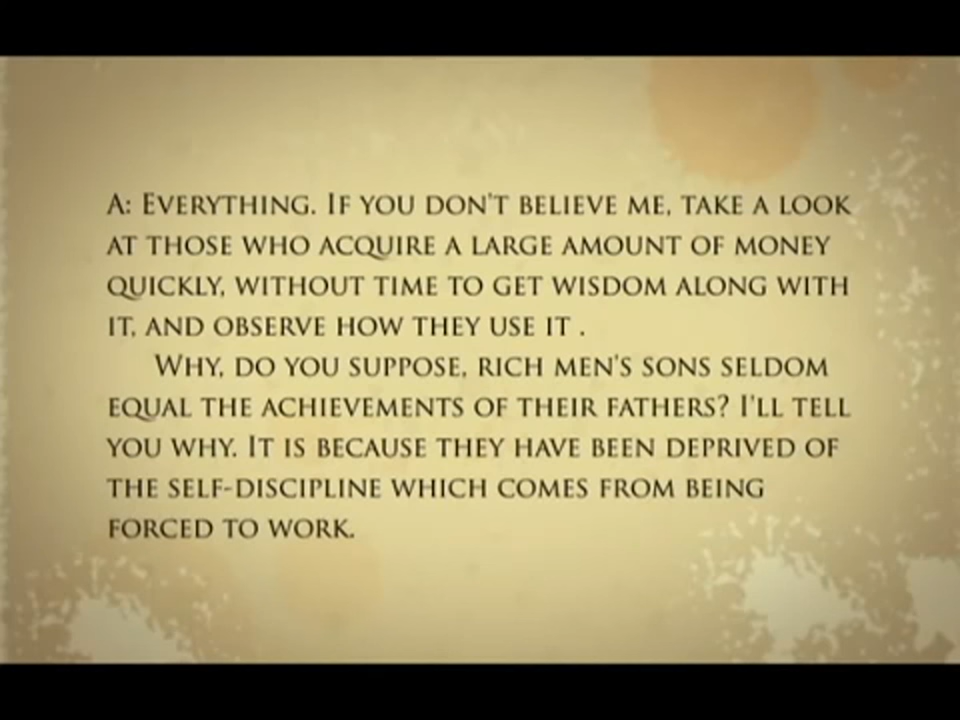 A: EVERYTHING. IF YOU DON'T BELIEVE ME, TAKE A LOOK
AT THOSE WHO ACQUIRE A LARGE AMOUNT OF MONEY
QUICKLY, WITHOUT TIME TO GET WISDOM ALONG WITH
IT, AND OBSERVE HOW THEY USE IT .
WHY, DO YOU SUPPOSE, RICH MEN'S SONS SELDOM
EQUAL THE ACHIEVEMENTS OF THEIR FATHERS? I'LL TELL
YOU WHY. IT IS BECAUSE THEY HAVE BEEN DEPRIVED OF
THE SELF-DISCIPLINE WHICH COMES FROM BEING
FORCED TO WORK.